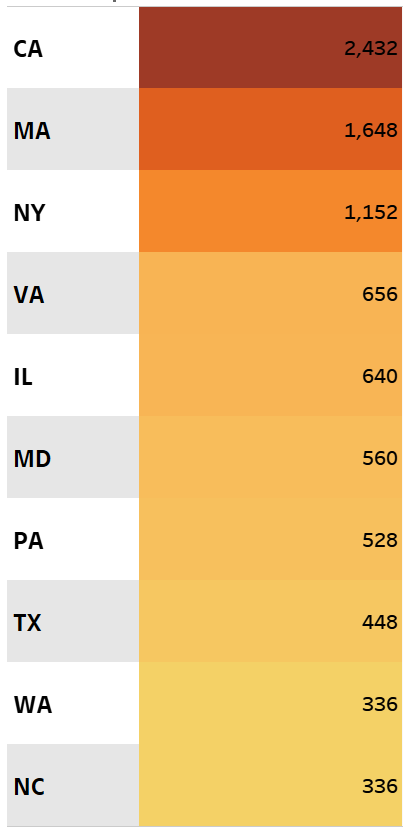 CA 2,432
MA 1,648
NY 1,152
VA 656
IL 640
MD 560
PA 528
TX 448
WA 336
NC 336